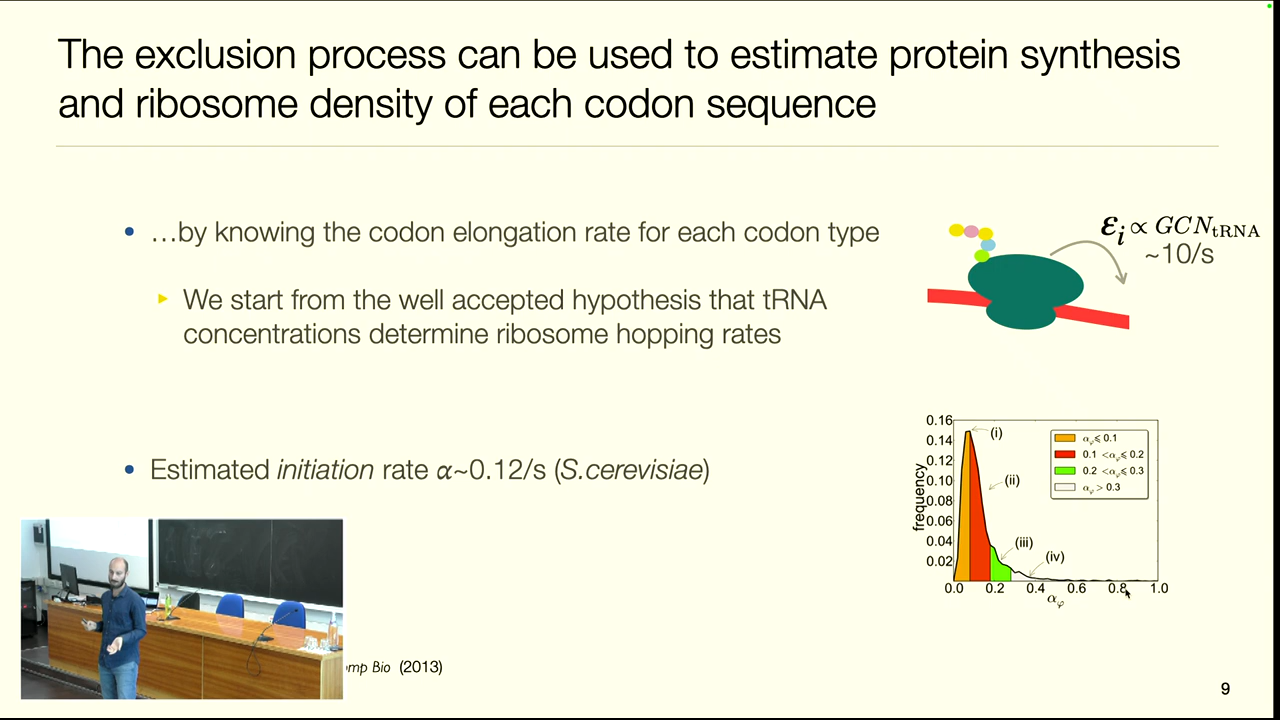 The exclusion process can be used to estimate protein synthesis
and ribosome density of each codon sequence
• …by knowing the codon elongation rate for each codon type
▸ We start from the well accepted hypothesis that tRNA
concentrations determine ribosome hopping rates
ε_i ∝ GCN_tRNA
~10/s
• Estimated initiation rate α~0.12/s (S.cerevisiae)
0.16
0.14
0.12
0.10
0.08
0.06
0.04
0.02
frequency
(i)
(ii)
(iii)
(iv)
α_φ ⩽ 0.1
0.1 < α_φ ⩽ 0.2
0.2 < α_φ ⩽ 0.3
α_φ > 0.3
0.0 0.2 0.4 0.6 0.8 1.0
α_φ
Bio (2013)
9